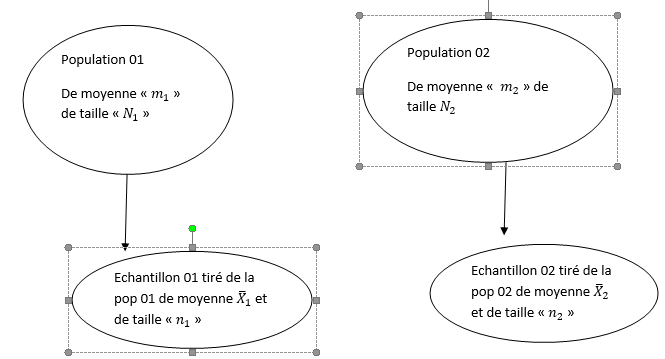 Population 01
De moyenne « m₁ »
de taille « N₁ »
Population 02
De moyenne « m₂ » de
taille N₂
Echantillon 01 tiré de la
pop 01 de moyenne X̄₁ et
de taille « n₁ »
Echantillon 02 tiré de la
pop 02 de moyenne X̄₂
et de taille « n₂ »